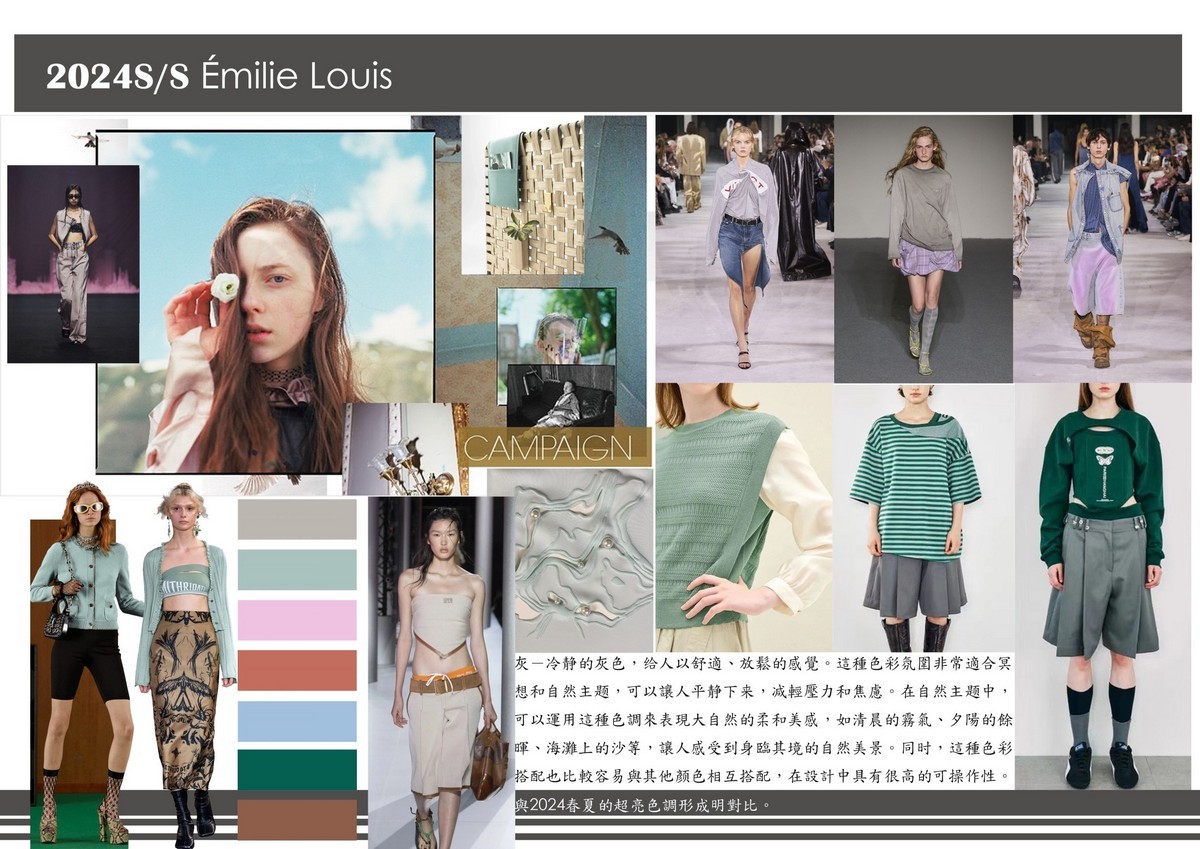 2024S/S Émilie Louis
CAMPAIGN
灰－冷静的灰色，给人以舒適、放鬆的感覺。這種色彩氛圍非常適合冥
想和自然主题，可以讓人平静下来，减輕壓力和焦慮。在自然主題中，
可以運用這種色調來表現大自然的柔和美感，如清晨的霧氣、夕陽的餘
暉、海灘上的沙等，讓人感受到身臨其境的自然美景。同时，這種色彩
搭配也比較容易與其他顏色相互搭配，在設計中具有很高的可操作性。
與2024春夏的超亮色調形成明對比。